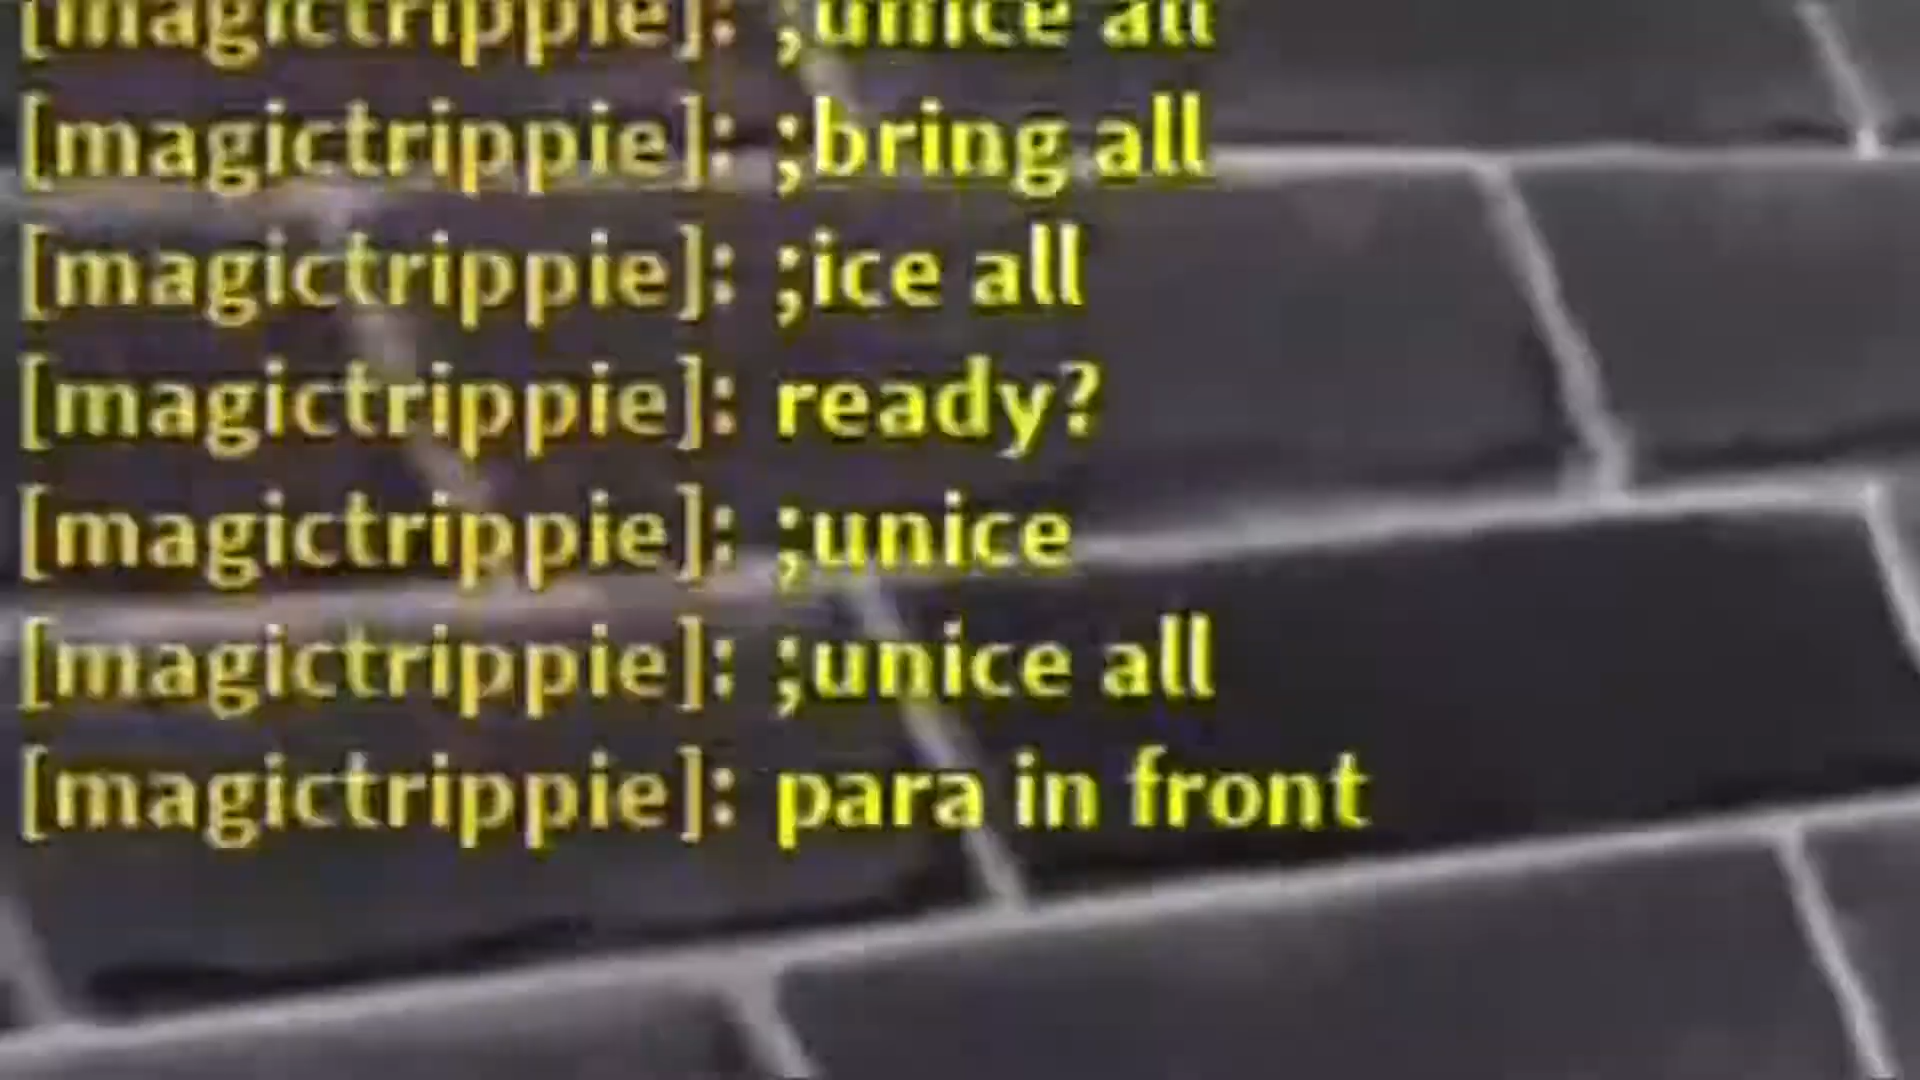 [magictrippie]: ;unice all
[magictrippie]: ;bring all
[magictrippie]: ;ice all
[magictrippie]: ready?
[magictrippie]: ;unice
[magictrippie]: ;unice all
[magictrippie]: para in front